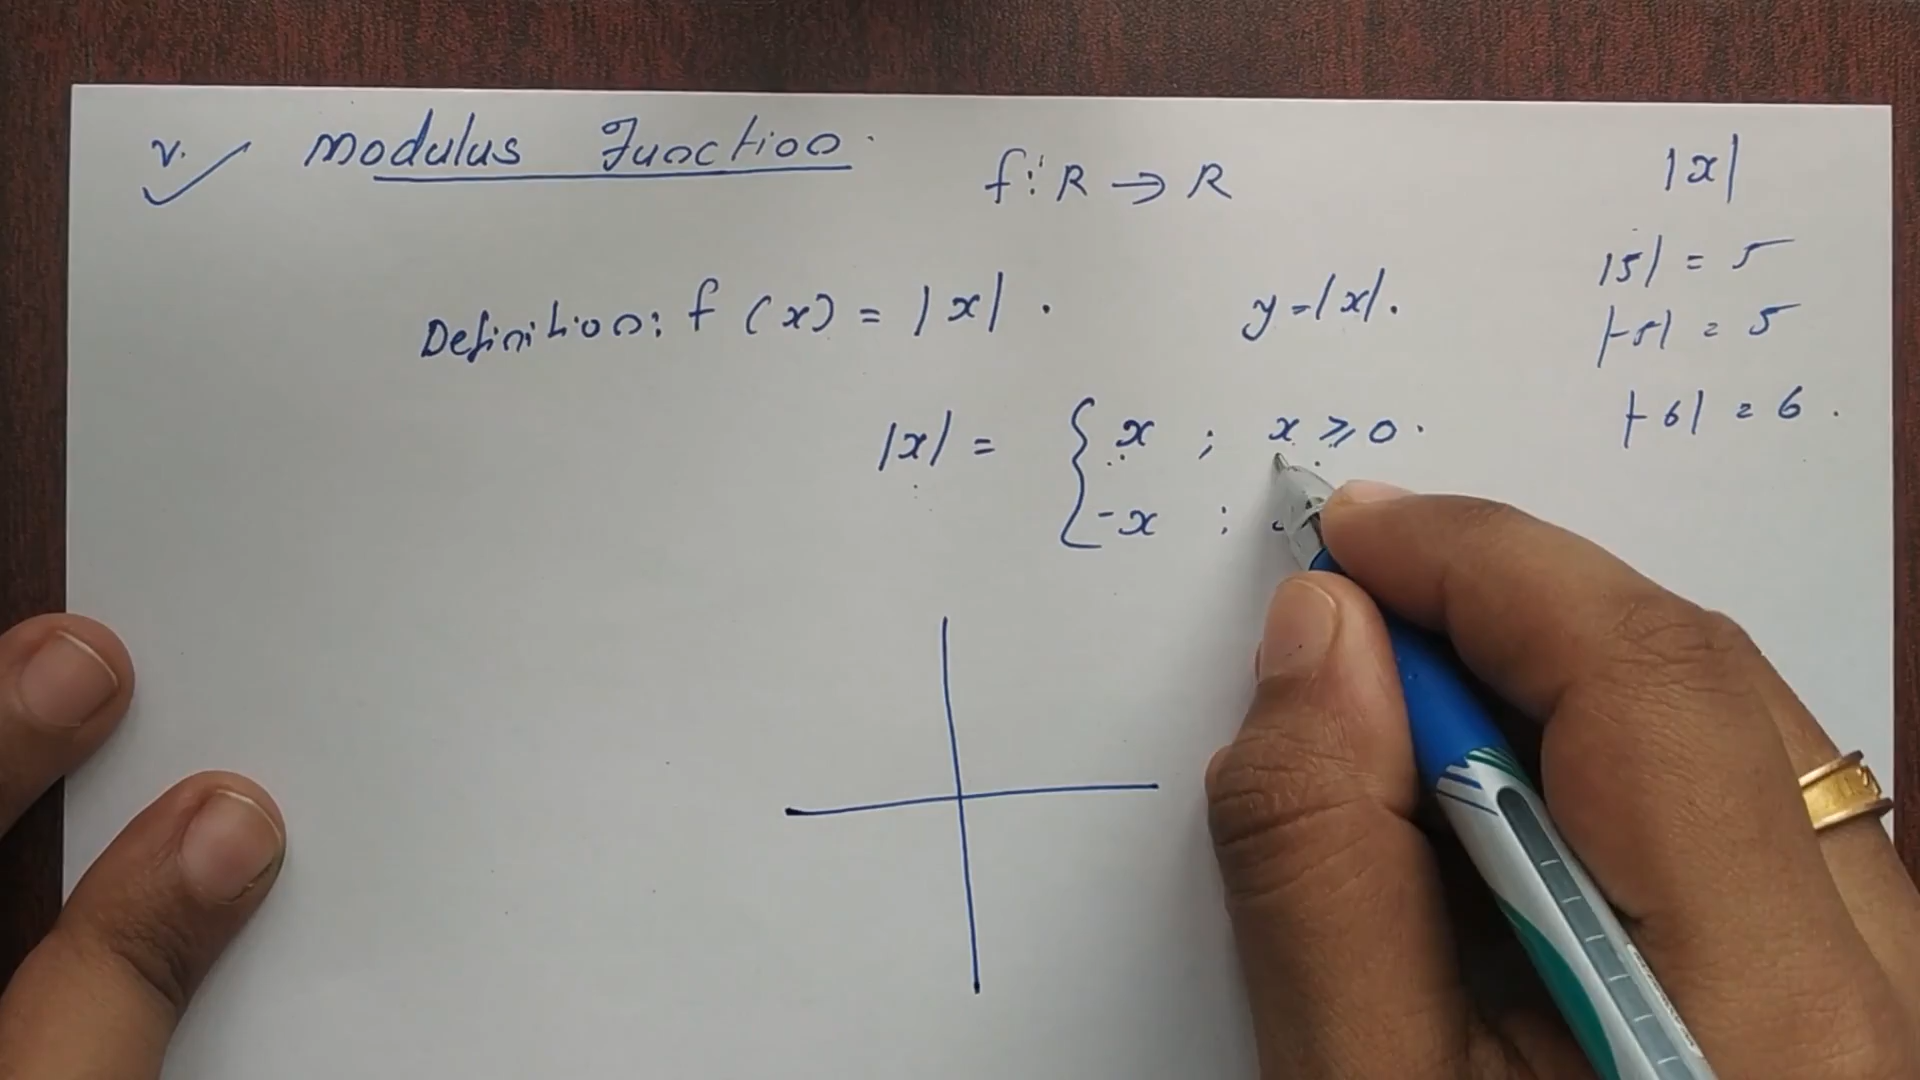 v. Modulus Function.
f: R → R
Definition: f(x) = |x|.
y = |x|.
|x| = { x ; x ≥ 0.
-x :
|x|
|5| = 5
|-5| = 5
|-6| = 6.